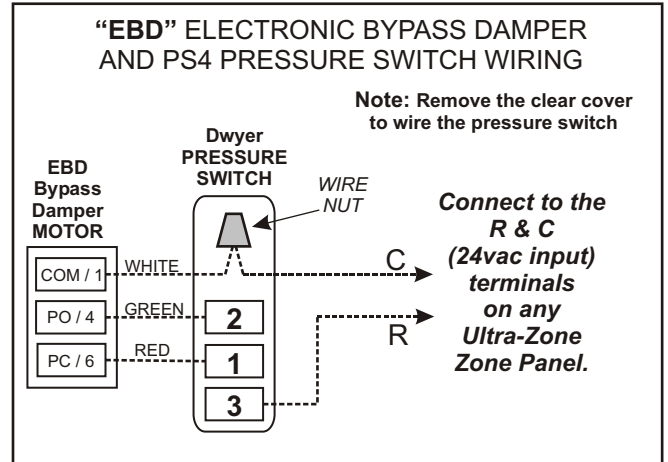 “EBD” ELECTRONIC BYPASS DAMPER
AND PS4 PRESSURE SWITCH WIRING
Note: Remove the clear cover
to wire the pressure switch
Dwyer
PRESSURE
SWITCH
EBD
Bypass
Damper
MOTOR
WIRE
NUT
Connect to the
R & C
(24vac input)
terminals
on any
Ultra-Zone
Zone Panel.
COM / 1
WHITE
C
PO / 4
GREEN
2
R
PC / 6
RED
1
3